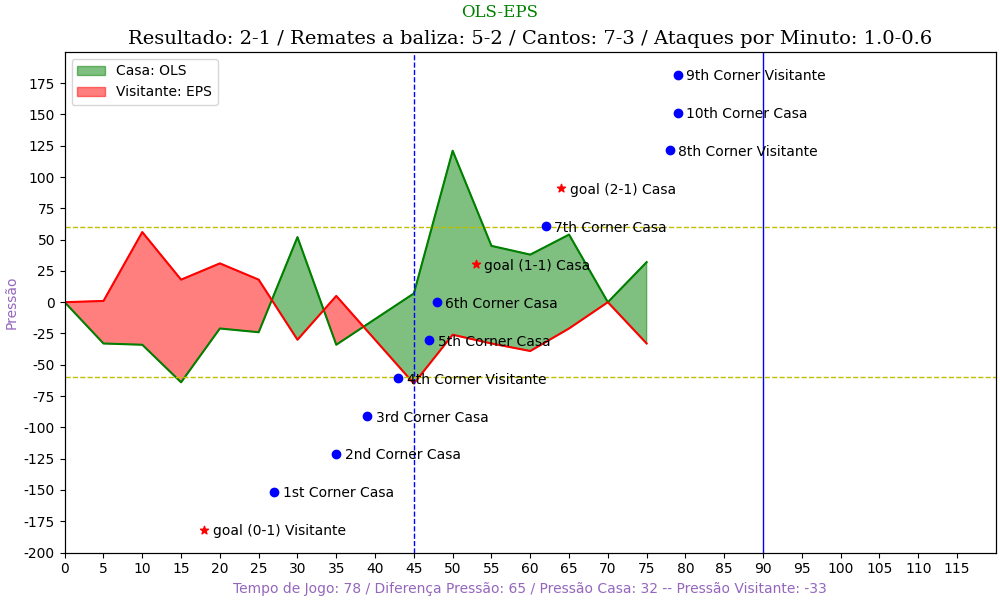 OLS-EPS
Resultado: 2-1 / Remates a baliza: 5-2 / Cantos: 7-3 / Ataques por Minuto: 1.0-0.6
Casa: OLS
Visitante: EPS
9th Corner Visitante
10th Corner Casa
8th Corner Visitante
goal (2-1) Casa
7th Corner Casa
goal (1-1) Casa
6th Corner Casa
5th Corner Casa
4th Corner Visitante
3rd Corner Casa
2nd Corner Casa
1st Corner Casa
goal (0-1) Visitante
Pressão
175
150
125
100
75
50
25
0
-25
-50
-75
-100
-125
-150
-175
-200
0 5 10 15 20 25 30 35 40 45 50 55 60 65 70 75 80 85 90 95 100 105 110 115
Tempo de Jogo: 78 / Diferença Pressão: 65 / Pressão Casa: 32 -- Pressão Visitante: -33